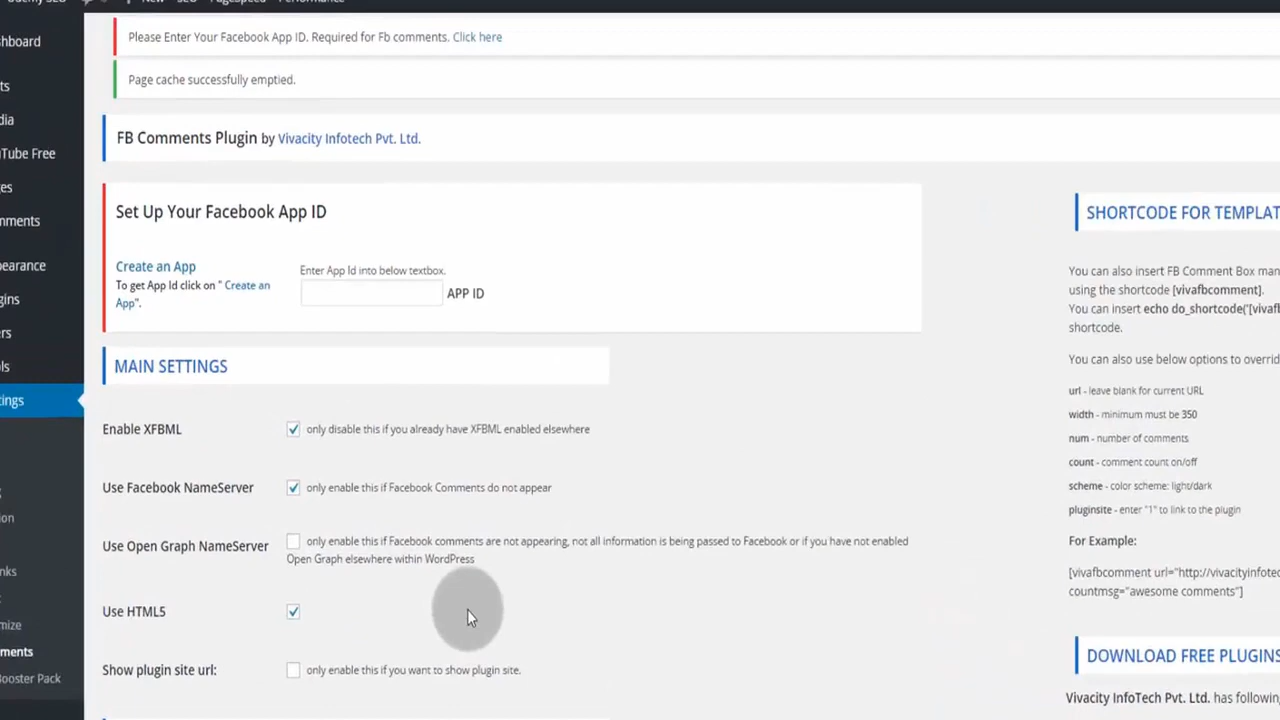 New
PageSpeed
Performance
Please Enter Your Facebook App ID. Required for Fb comments. Click here
Page cache successfully emptied.
FB Comments Plugin by Vivacity Infotech Pvt. Ltd.
Set Up Your Facebook App ID
Create an App
To get App Id click on " Create an
App".
Enter App Id into below textbox.
APP ID
MAIN SETTINGS
Enable XFBML
only disable this if you already have XFBML enabled elsewhere
Use Facebook NameServer
only enable this if Facebook Comments do not appear
Use Open Graph NameServer
only enable this if Facebook comments are not appearing, not all information is being passed to Facebook or if you have not enabled
Open Graph elsewhere within WordPress
Use HTML5
Show plugin site url:
only enable this if you want to show plugin site.
hboard
ts
dia
uTube Free
ges
mments
pearance
gins
rs
ls
tings
tion
nks
mize
ments
Booster Pack
SHORTCODE FOR TEMPLAT
You can also insert FB Comment Box man
using the shortcode [vivafbcomment].
You can insert echo do_shortcode('[vivafb
shortcode.
You can also use below options to overrid
url - leave blank for current URL
width - minimum must be 350
num - number of comments
count - comment count on/off
scheme - color scheme: light/dark
pluginsite - enter "1" to link to the plugin
For Example:
[vivafbcomment url="http://vivacityinfotec
countmsg="awesome comments"]
DOWNLOAD FREE PLUGINS
Vivacity InfoTech Pvt. Ltd. has following